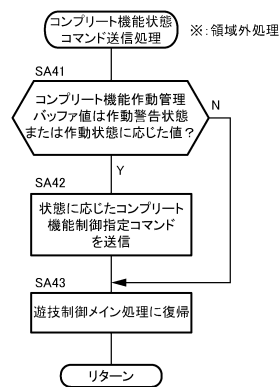 コンプリート機能状態
コマンド送信処理
※:領域外処理
SA41
コンプリート機能作動管理
バッファ値は作動警告状態
または作動状態に応じた値?
N
Y
SA42
状態に応じたコンプリート
機能制御指定コマンド
を送信
SA43
遊技制御メイン処理に復帰
リターン